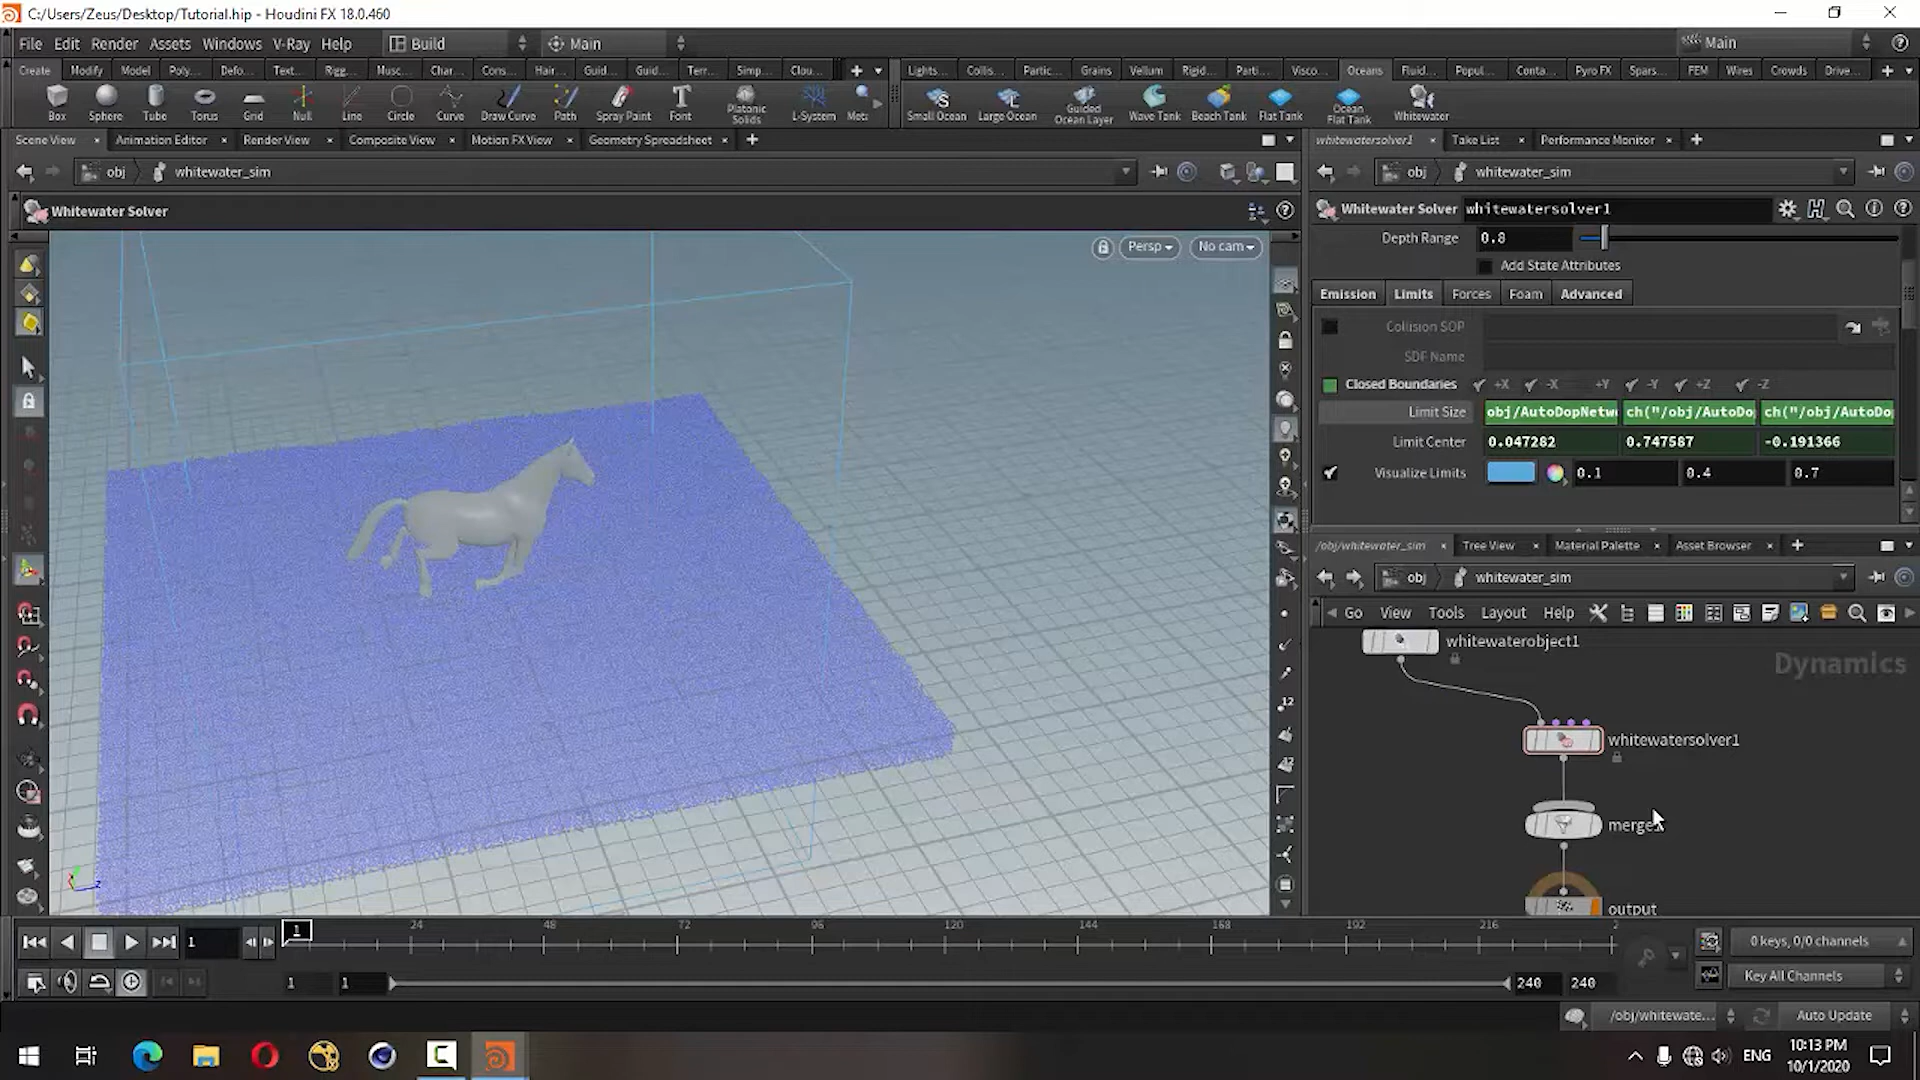 C:/Users/Zeus/Desktop/Tutorial.hip - Houdini FX 18.0.460
File Edit Render Assets Windows V-Ray Help Build Main Main
Create Modify Model Poly... Defo... Text... Rigg... Musc... Char... Cons... Hair... Guid... Guid... Terr... Simp... Clou...
Lights... Collis... Partic... Grains Vellum Rigid... Parti... Visco... Oceans Fluid... Popul... Conta... Pyro FX Spars... FEM Wires Crowds Drive...
Box Sphere Tube Torus Grid Null Line Circle Curve Draw Curve Path Spray Paint Font Platonic Solids L-System Meta
Small Ocean Large Ocean Guided Ocean Layer Wave Tank Beach Tank Flat Tank Ocean Flat Tank Whitewater
Scene View Animation Editor Render View Composite View Motion FX View Geometry Spreadsheet
obj whitewater_sim
Whitewater Solver
Persp No cam
whitewatersolver1 Take List Performance Monitor
obj whitewater_sim
Whitewater Solver whitewatersolver1
Depth Range 0.8
Add State Attributes
Emission Limits Forces Foam Advanced
Collision SOP
SDF Name
Closed Boundaries +X -X +Y -Y +Z -Z
Limit Size obj/AutoDopNetw ch("/obj/AutoDo ch("/obj/AutoDo
Limit Center 0.047282 0.747587 -0.191366
Visualize Limits 0.1 0.4 0.7
/obj/whitewater_sim Tree View Material Palette Asset Browser
obj whitewater_sim
Go View Tools Layout Help
whitewaterobject1
Dynamics
whitewatersolver1
output
z
12
1 1 24 48 72 96 120 144 168 192 216 2
0 keys, 0/0 channels
1 1 240 240 Key All Channels
/obj/whitewate... Auto Update
ENG 10:13 PM
10/1/2020